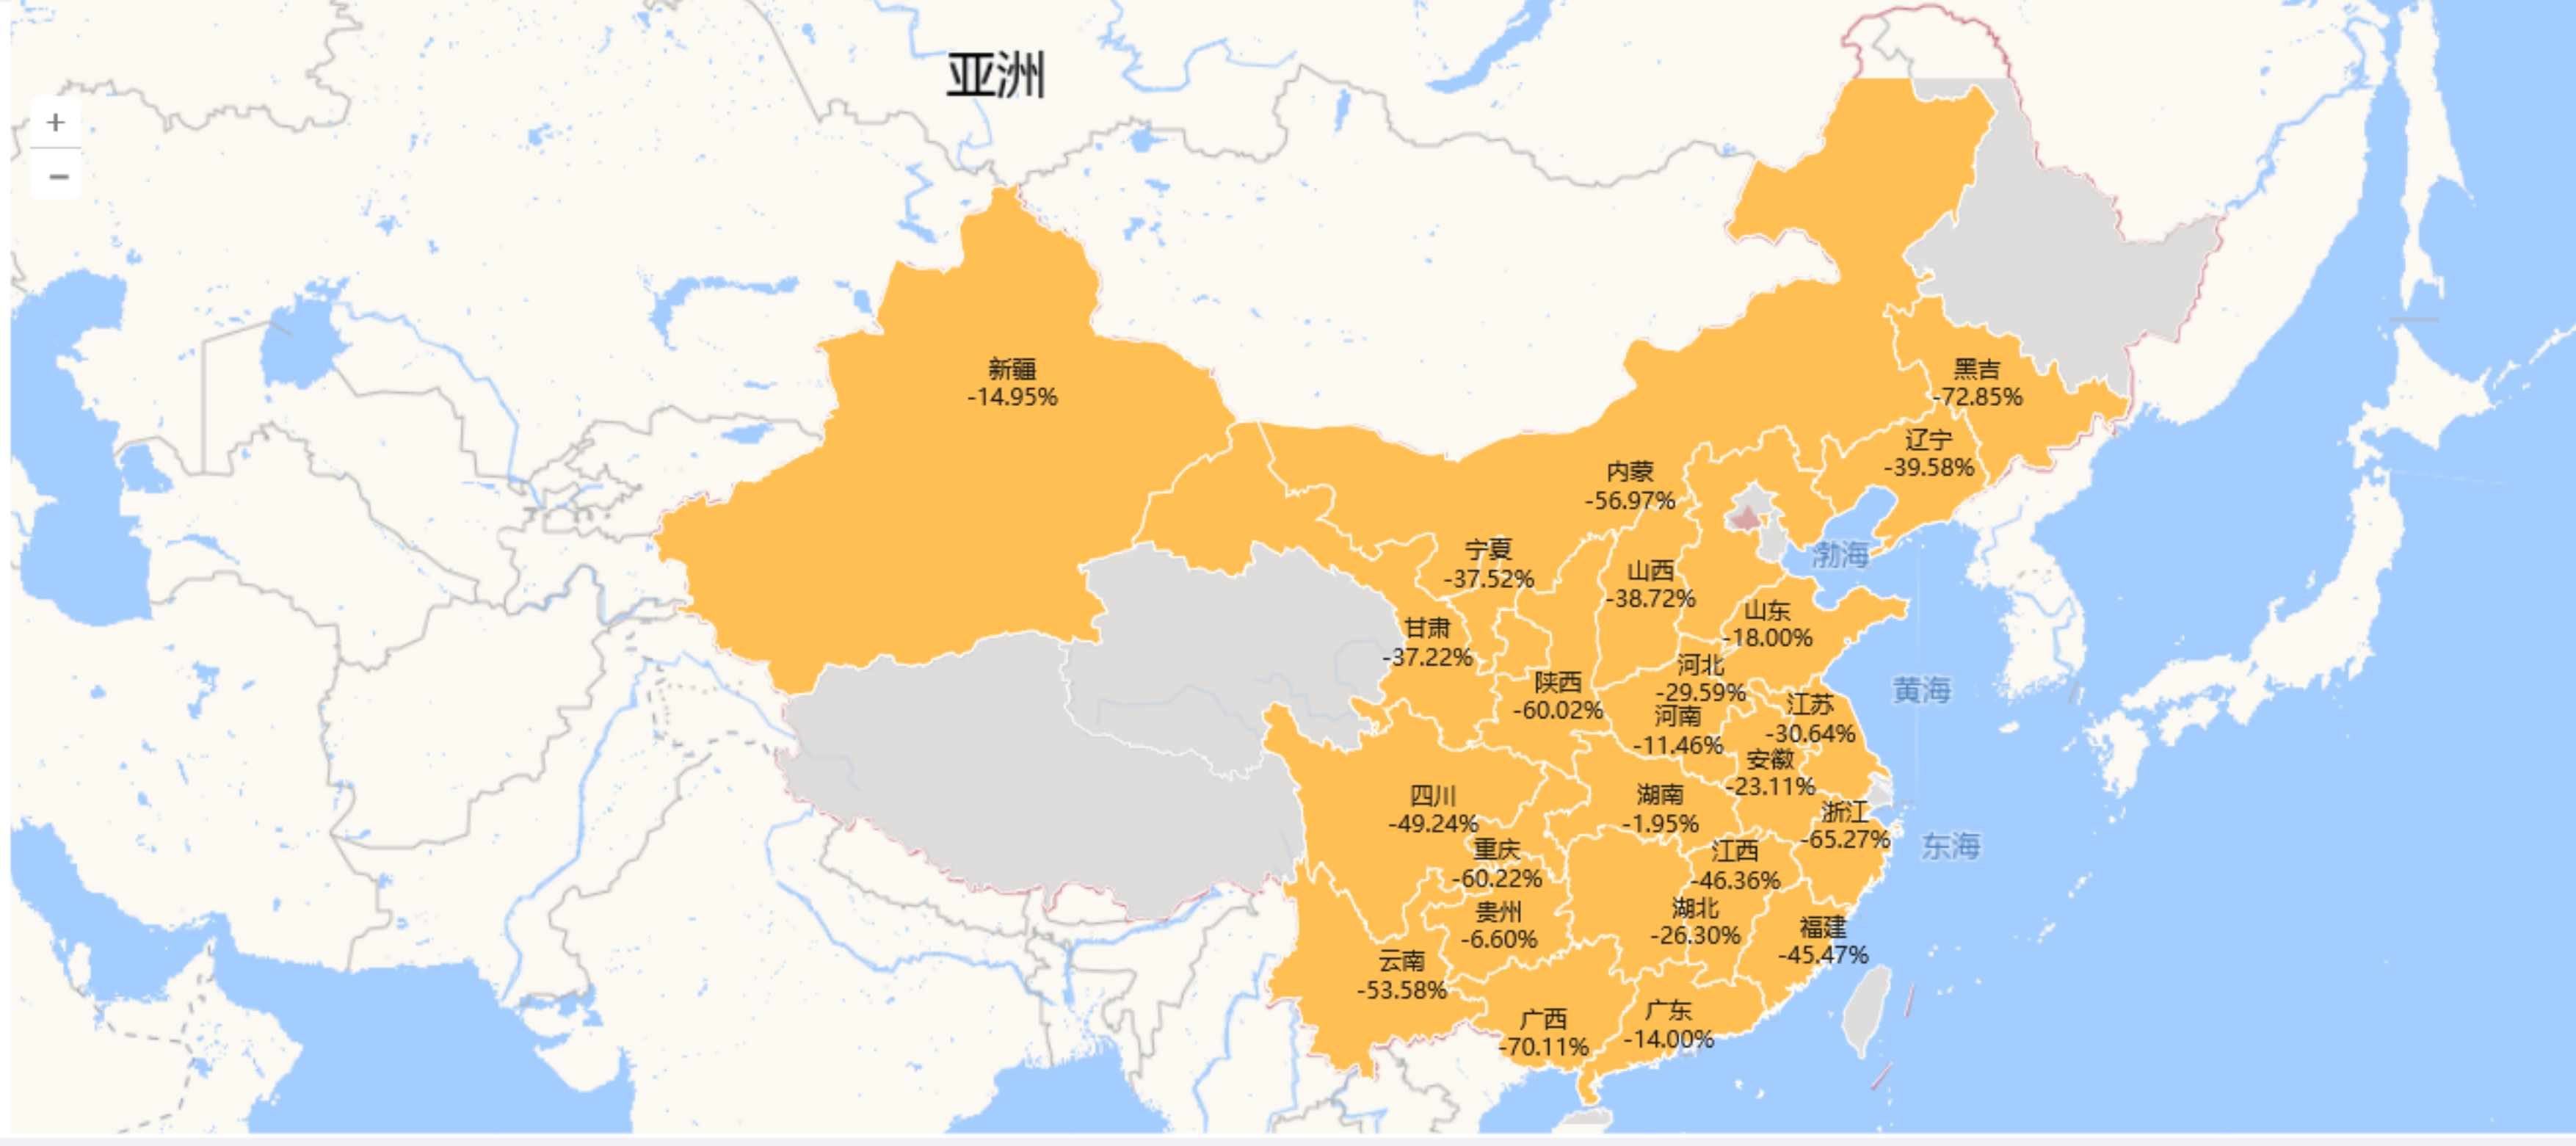 亚洲
+
−
新疆
-14.95%
黑吉
-72.85%
辽宁
-39.58%
内蒙
-56.97%
宁夏
-37.52%
山西
-38.72%
渤海
山东
-18.00%
甘肃
-37.22%
河北
-29.59%
陕西
-60.02%
黄海
江苏
-30.64%
河南
-11.46%
安徽
-23.11%
四川
-49.24%
湖南
-1.95%
浙江
-65.27%
东海
重庆
-60.22%
江西
-46.36%
贵州
-6.60%
湖北
-26.30%
福建
-45.47%
云南
-53.58%
广西
-70.11%
广东
-14.00%